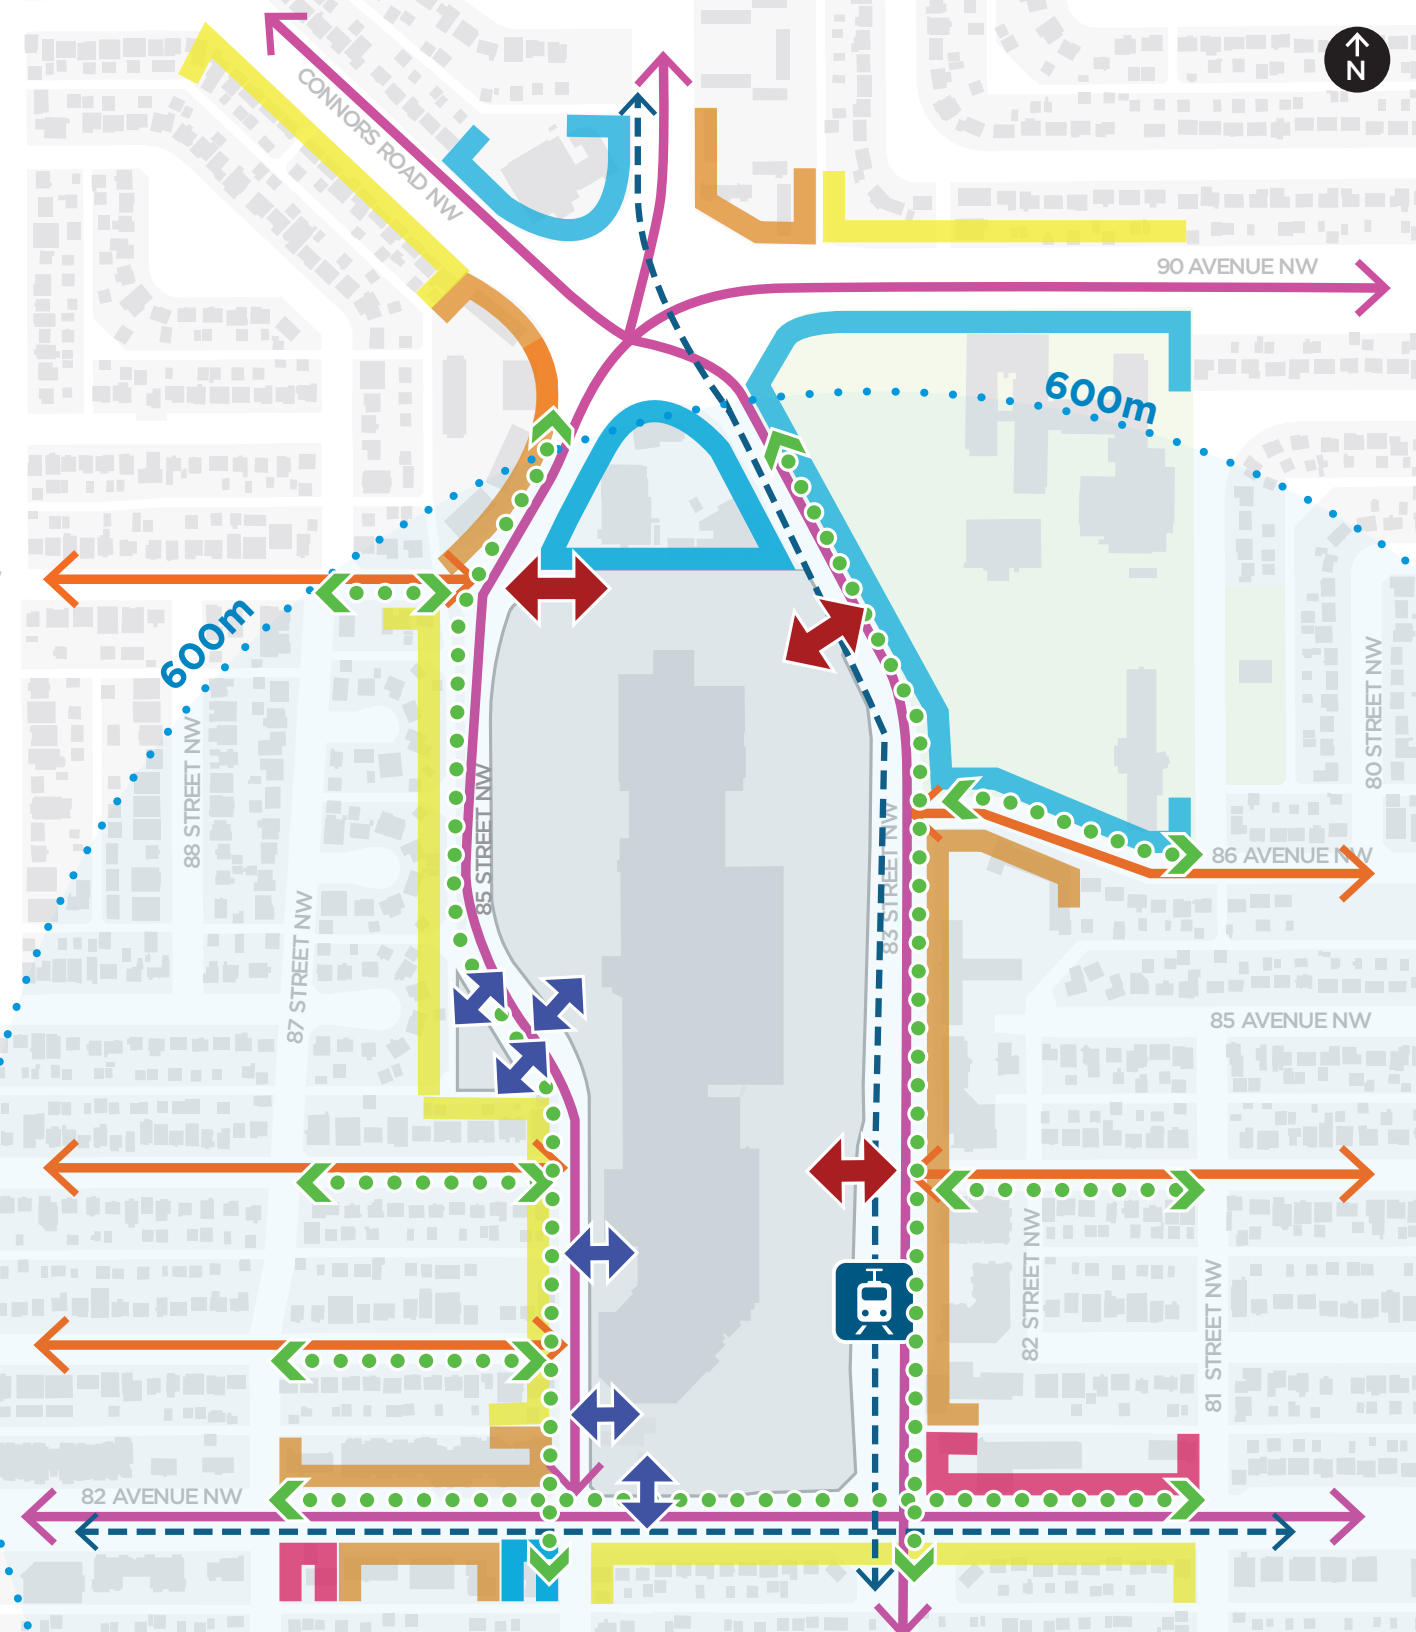 N
CONNORS ROAD NW
90 AVENUE NW
600m
600m
88 STREET NW
85 STREET NW
80 STREET NW
83 STREET NW
86 AVENUE NW
87 STREET NW
85 AVENUE NW
82 STREET NW
81 STREET NW
82 AVENUE NW